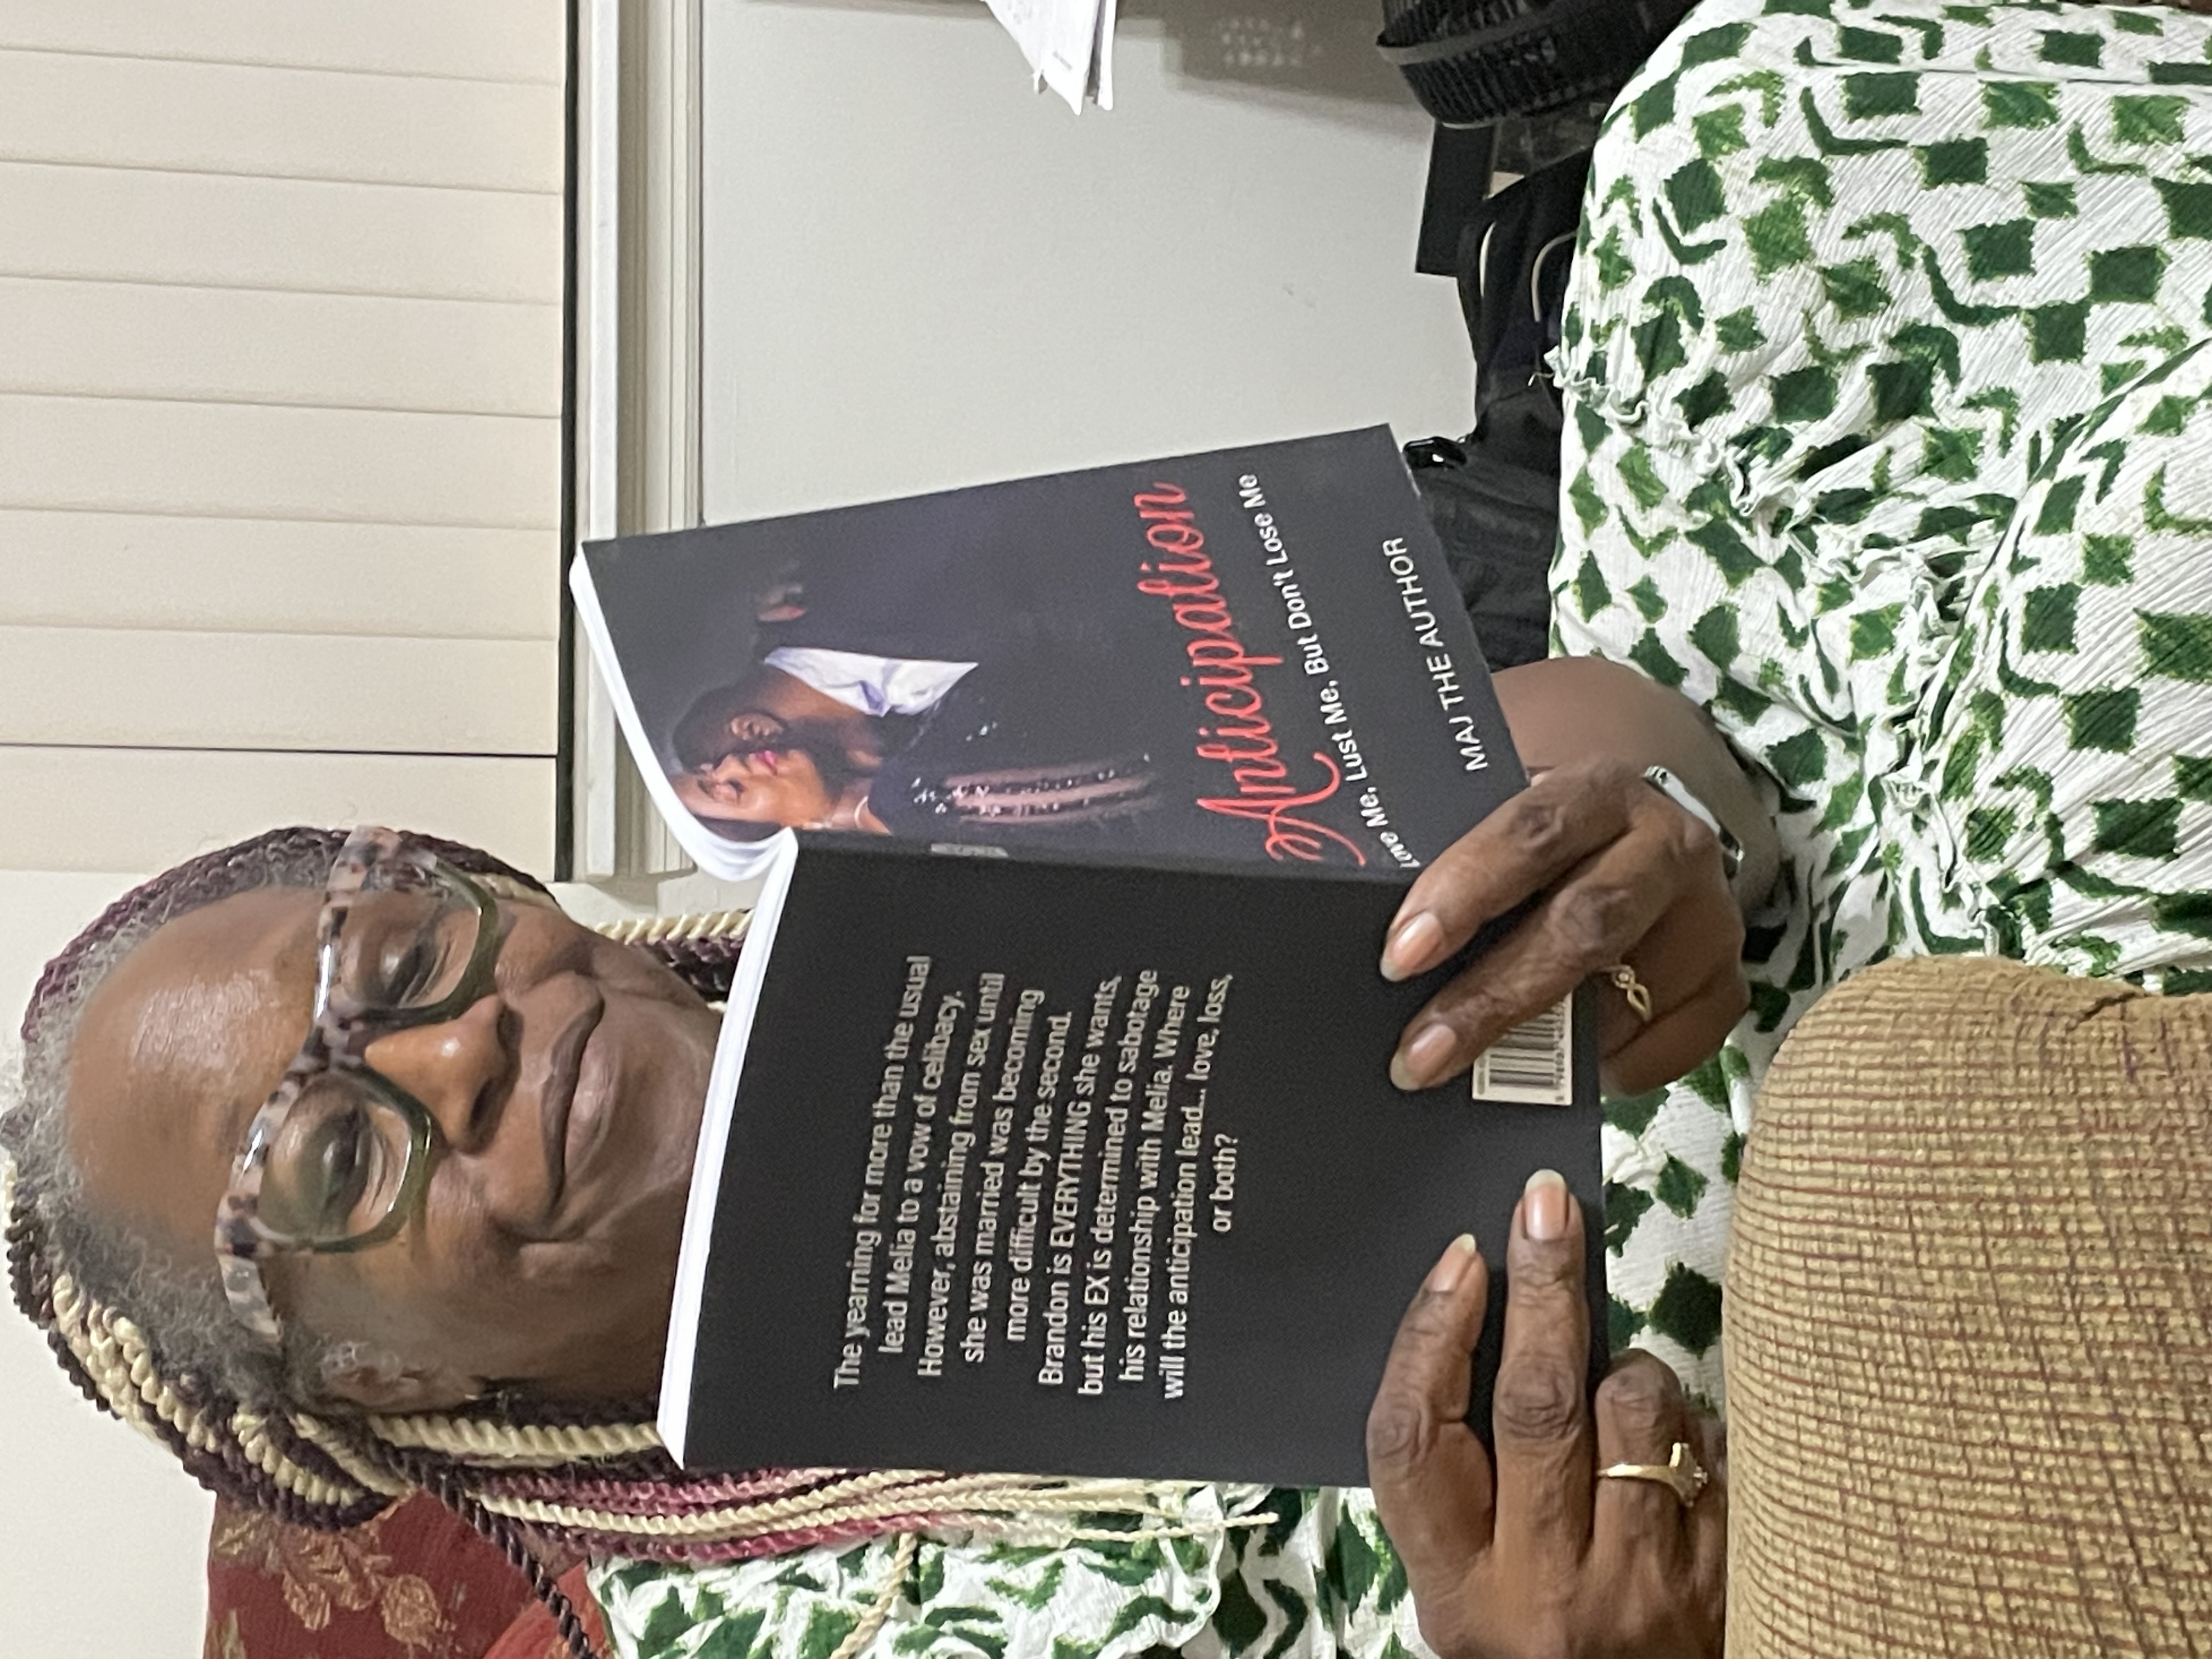 The yearning for more than the usual
lead Melia to a vow of celibacy.
However, abstaining from sex until
she was married was becoming
more difficult by the second.
Brandon is EVERYTHING she wants,
but his EX is determined to sabotage
his relationship with Melia. Where
will the anticipation lead... love, loss,
or both?
Anticipation
Love Me, Lust Me, But Don't Lose Me
MAJ THE AUTHOR